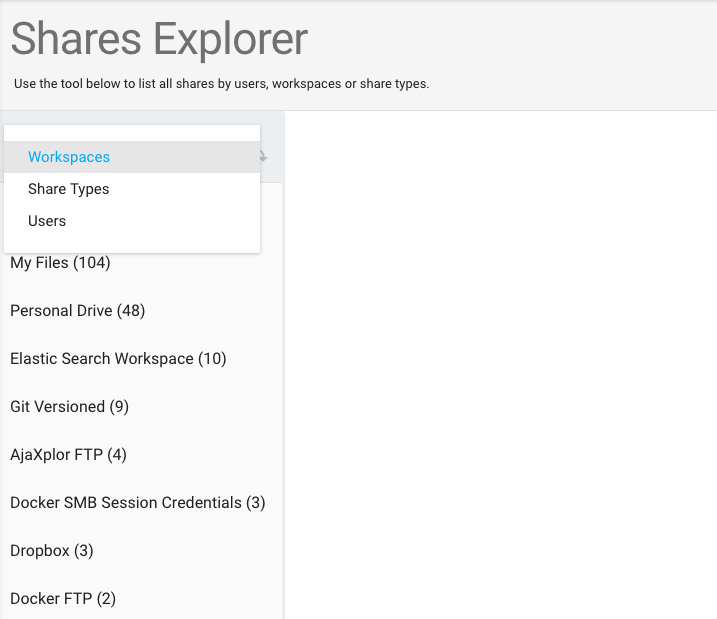 Shares Explorer
Use the tool below to list all shares by users, workspaces or share types.
Workspaces
Share Types
Users
My Files (104)
Personal Drive (48)
Elastic Search Workspace (10)
Git Versioned (9)
AjaXplor FTP (4)
Docker SMB Session Credentials (3)
Dropbox (3)
Docker FTP (2)